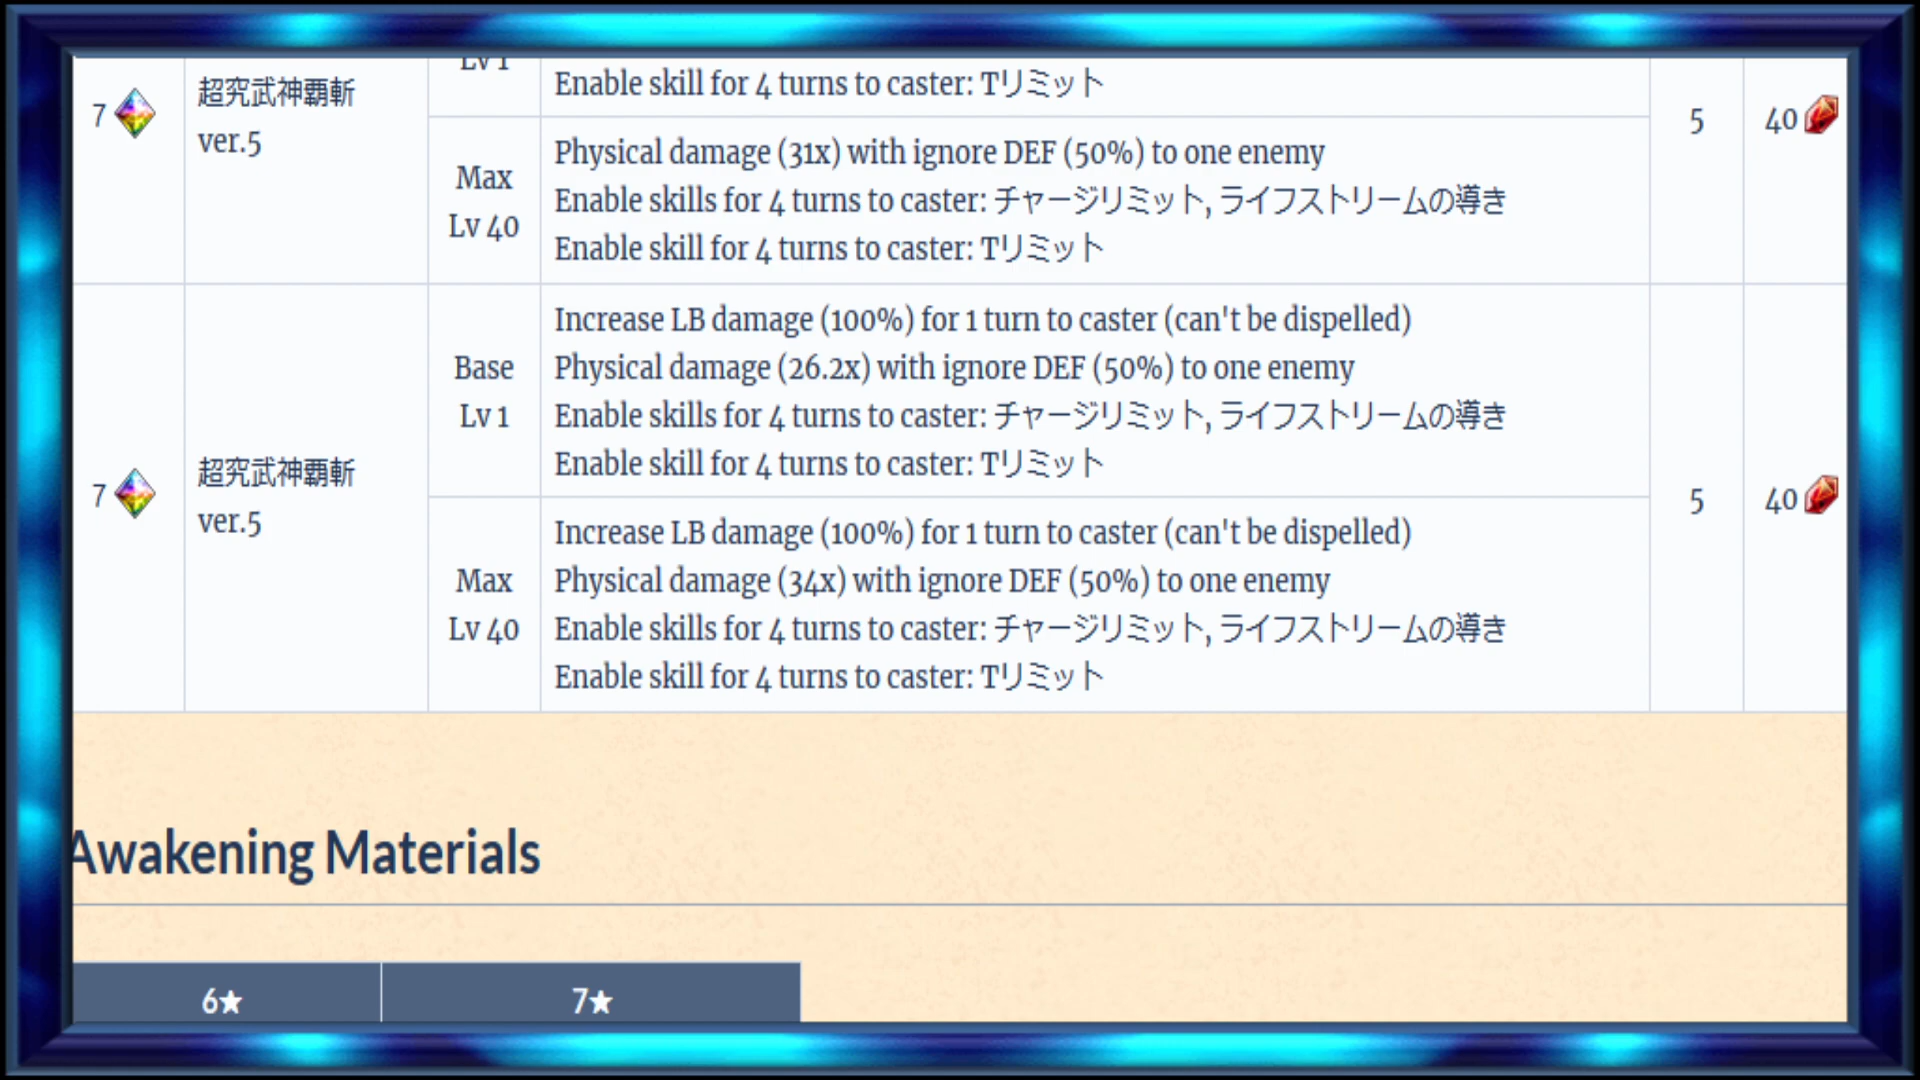 Lv 1
Enable skill for 4 turns to caster: Tリミット
7
超究武神覇斬
ver.5
Max
Lv 40
Physical damage (31x) with ignore DEF (50%) to one enemy
Enable skills for 4 turns to caster: チャージリミット, ライフストリームの導き
Enable skill for 4 turns to caster: Tリミット
5
40
7
超究武神覇斬
ver.5
Base
Lv 1
Increase LB damage (100%) for 1 turn to caster (can't be dispelled)
Physical damage (26.2x) with ignore DEF (50%) to one enemy
Enable skills for 4 turns to caster: チャージリミット, ライフストリームの導き
Enable skill for 4 turns to caster: Tリミット
Max
Lv 40
Increase LB damage (100%) for 1 turn to caster (can't be dispelled)
Physical damage (34x) with ignore DEF (50%) to one enemy
Enable skills for 4 turns to caster: チャージリミット, ライフストリームの導き
Enable skill for 4 turns to caster: Tリミット
5
40
Awakening Materials
6★
7★